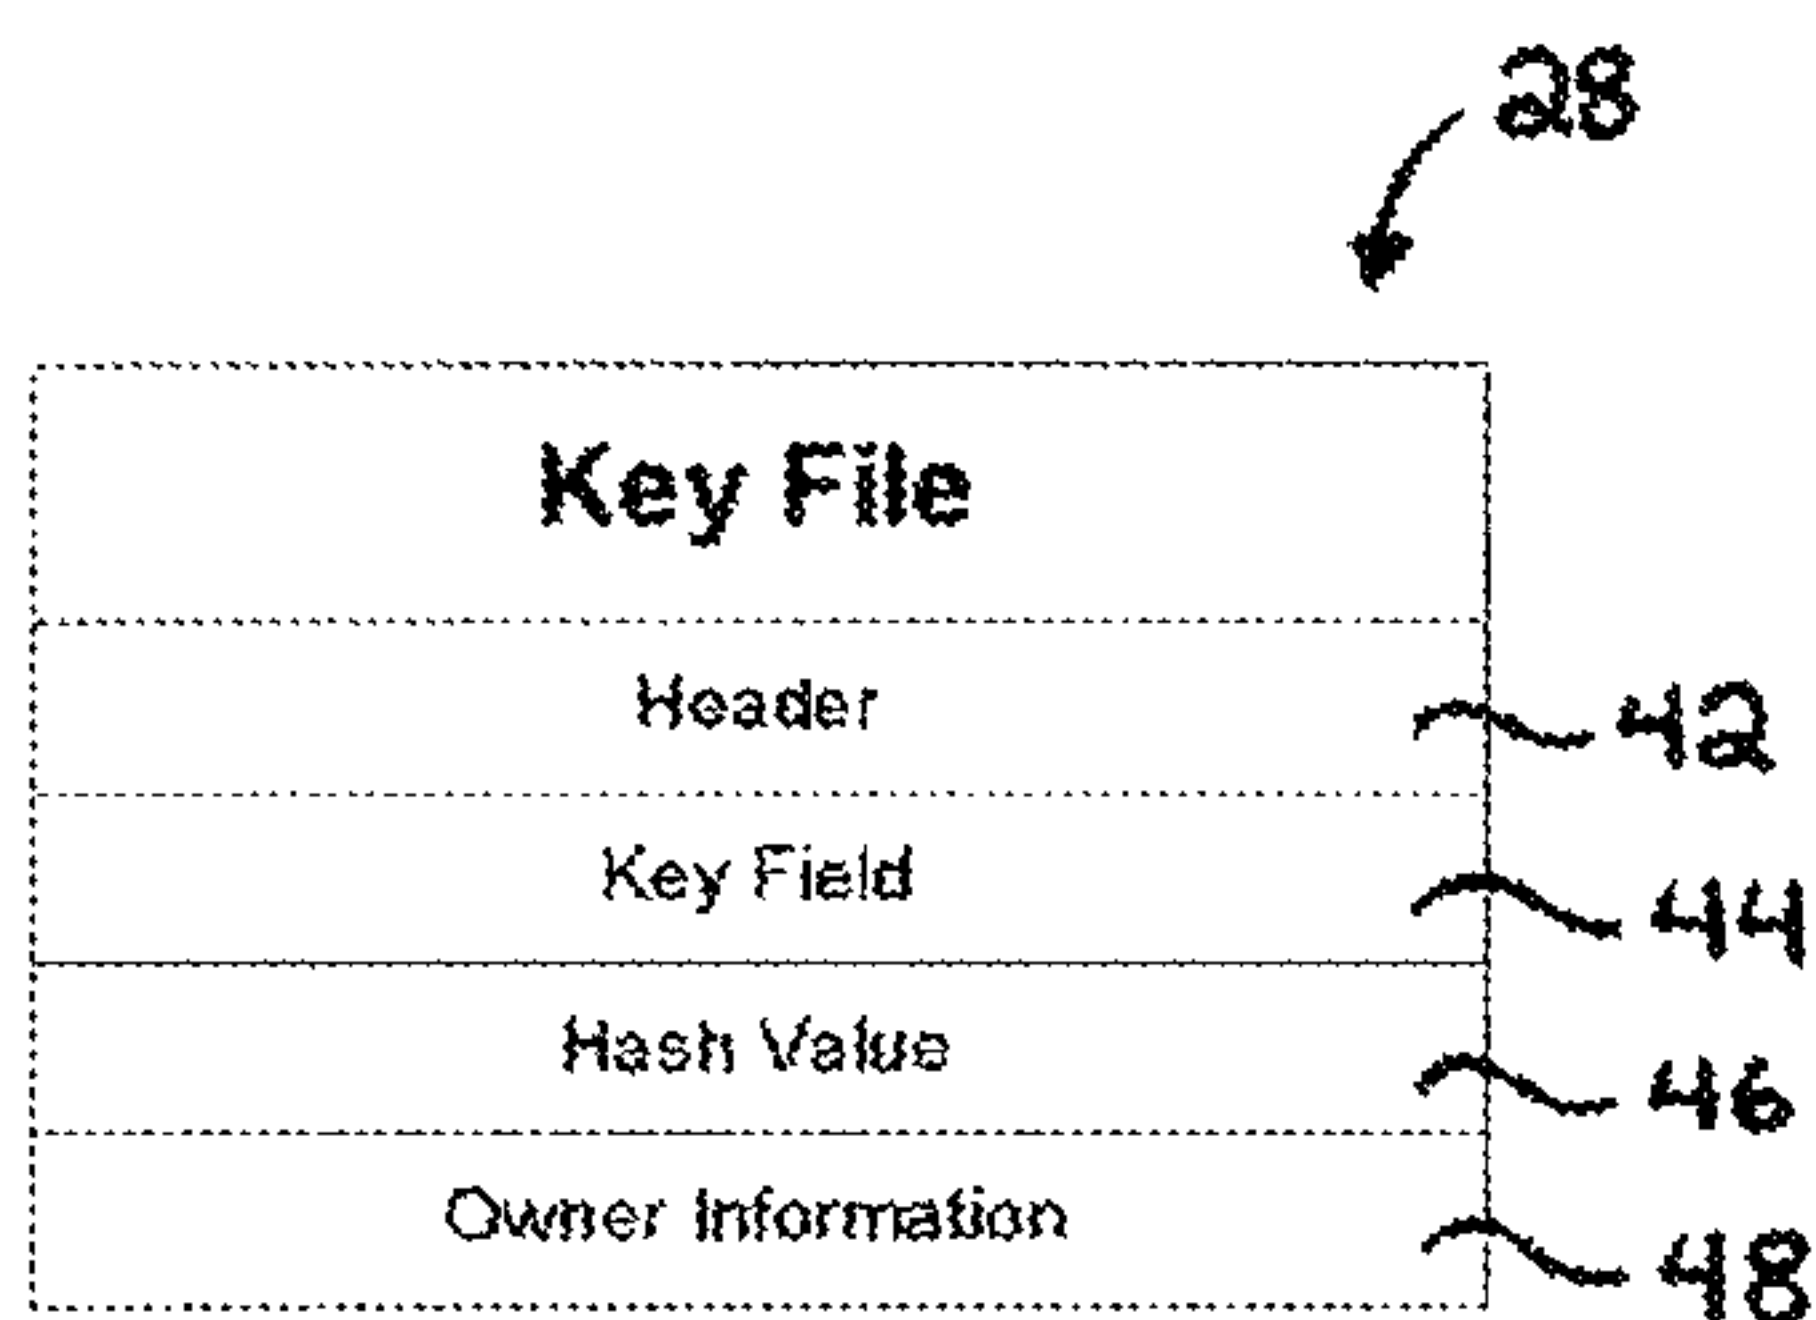 28
Key File
Header 42
Key Field 44
Hash Value 46
Owner Information 48